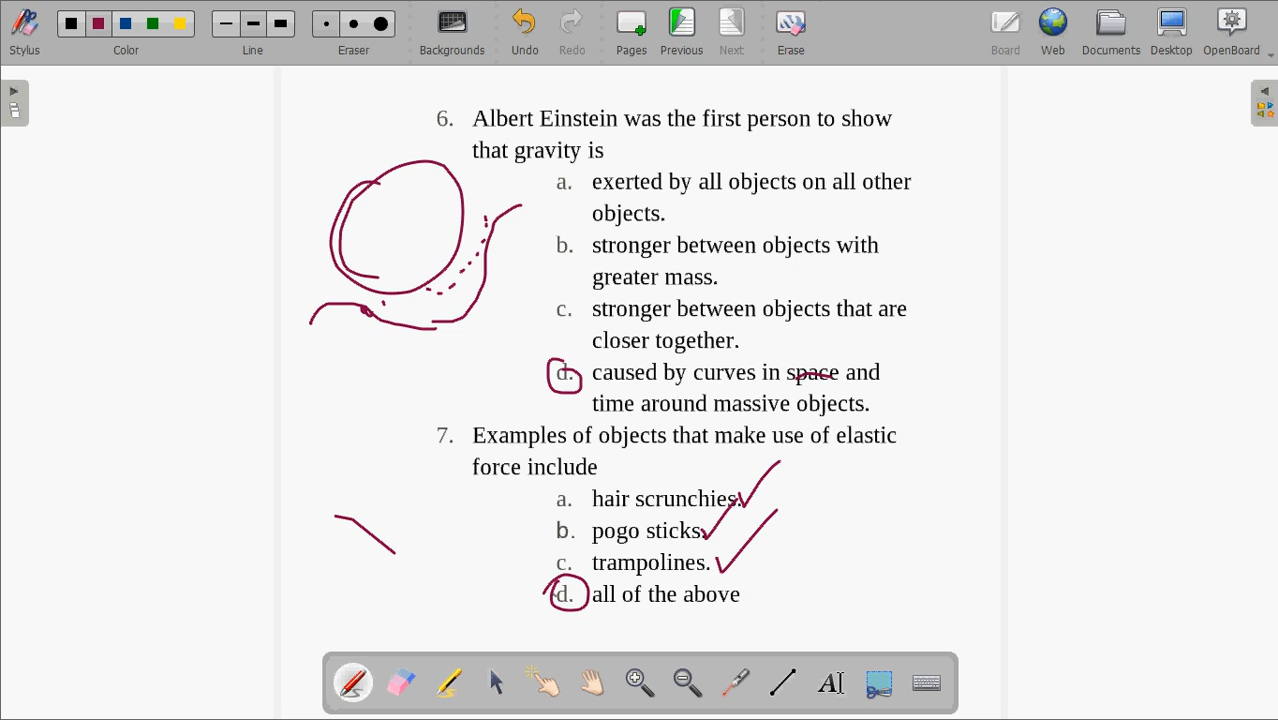 Stylus Color Line Eraser Backgrounds Undo Redo Pages Previous Next Erase Board Web Documents Desktop OpenBoard
6. Albert Einstein was the first person to show
that gravity is
a. exerted by all objects on all other
objects.
b. stronger between objects with
greater mass.
c. stronger between objects that are
closer together.
d. caused by curves in space and
time around massive objects.
7. Examples of objects that make use of elastic
force include
a. hair scrunchies.
b. pogo sticks.
c. trampolines.
d. all of the above